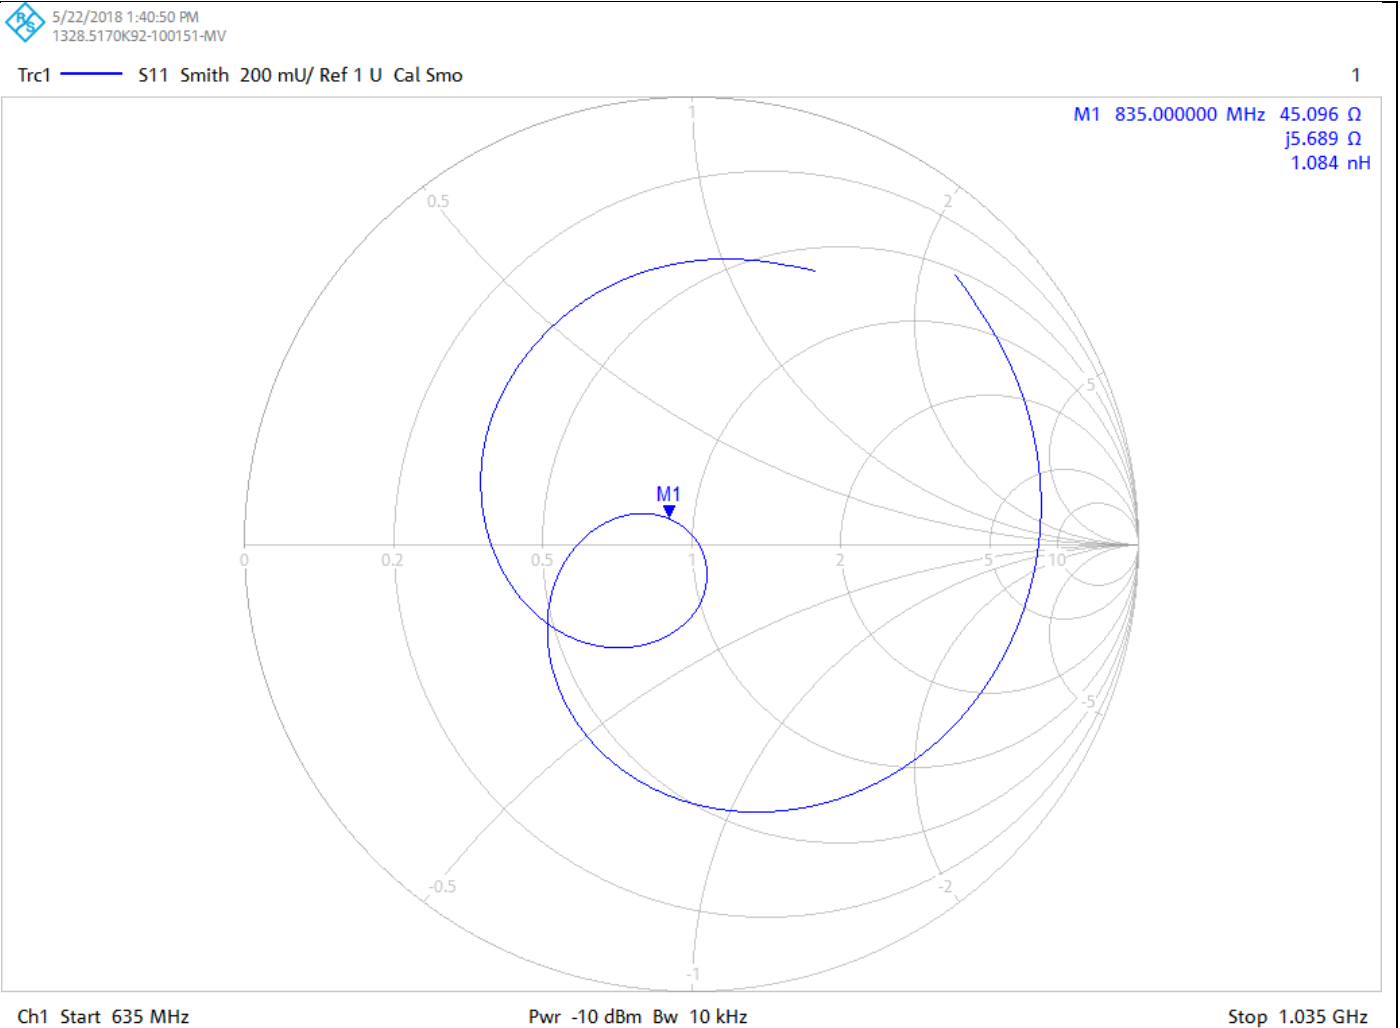 R S
5/22/2018 1:40:50 PM
1328.5170K92-100151-MV
Trc1 S11 Smith 200 mU/ Ref 1 U Cal Smo 1
M1 835.000000 MHz 45.096 Ω
j5.689 Ω
1.084 nH
1
0.5 2
5
M1
0 0.2 0.5 1 2 5 10
-5
-0.5 -2
-1
Ch1 Start 635 MHz Pwr -10 dBm Bw 10 kHz Stop 1.035 GHz